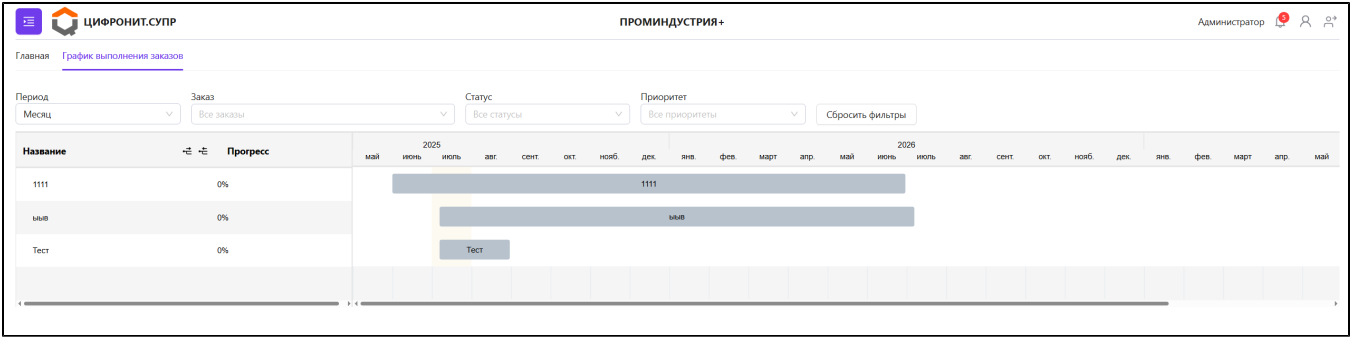 ЦИФРОНИТ.СУПР ПРОМИНДУСТРИЯ+ Администратор 5
Главная График выполнения заказов
Период Заказ Статус Приоритет
Месяц Все заказы Все статусы Все приоритеты Сбросить фильтры
Название Прогресс 2025 2026
май июнь июль авг. сент. окт. нояб. дек. янв. фев. март апр. май июнь июль авг. сент. окт. нояб. дек. янв. фев. март апр. май
1111 0% 1111
ыыв 0% ыыв
Тест 0% Тест